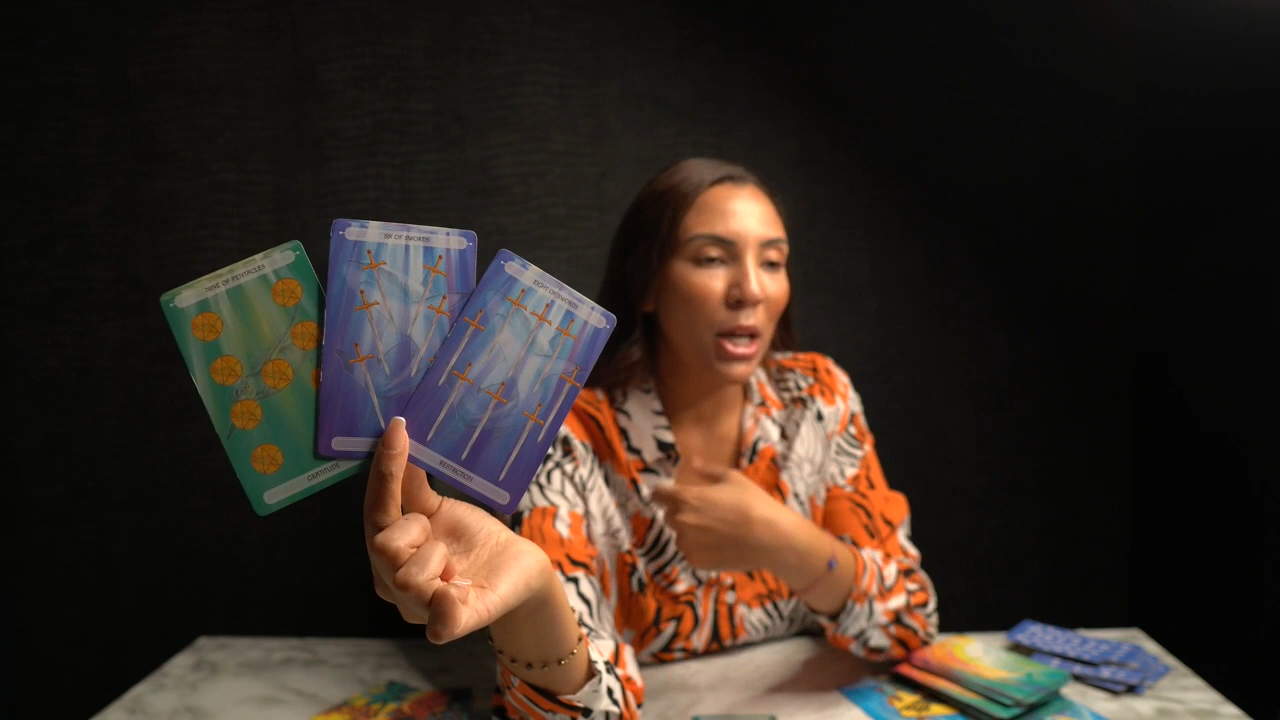 NINE OF PENTACLES
SIX OF SWORDS
EIGHT OF SWORDS
GRATITUDE
RESTRICTION